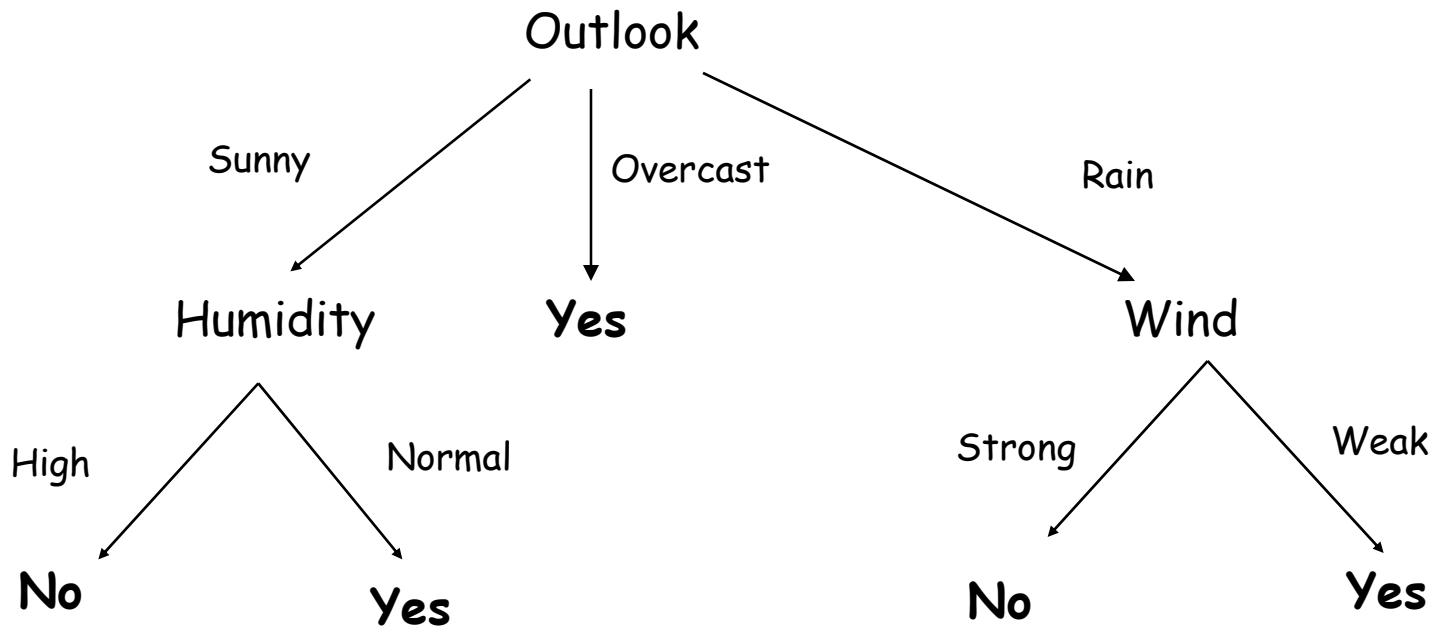 Outlook
Sunny
Overcast
Rain
Humidity
Yes
Wind
High
Normal
Strong
Weak
No
Yes
No
Yes